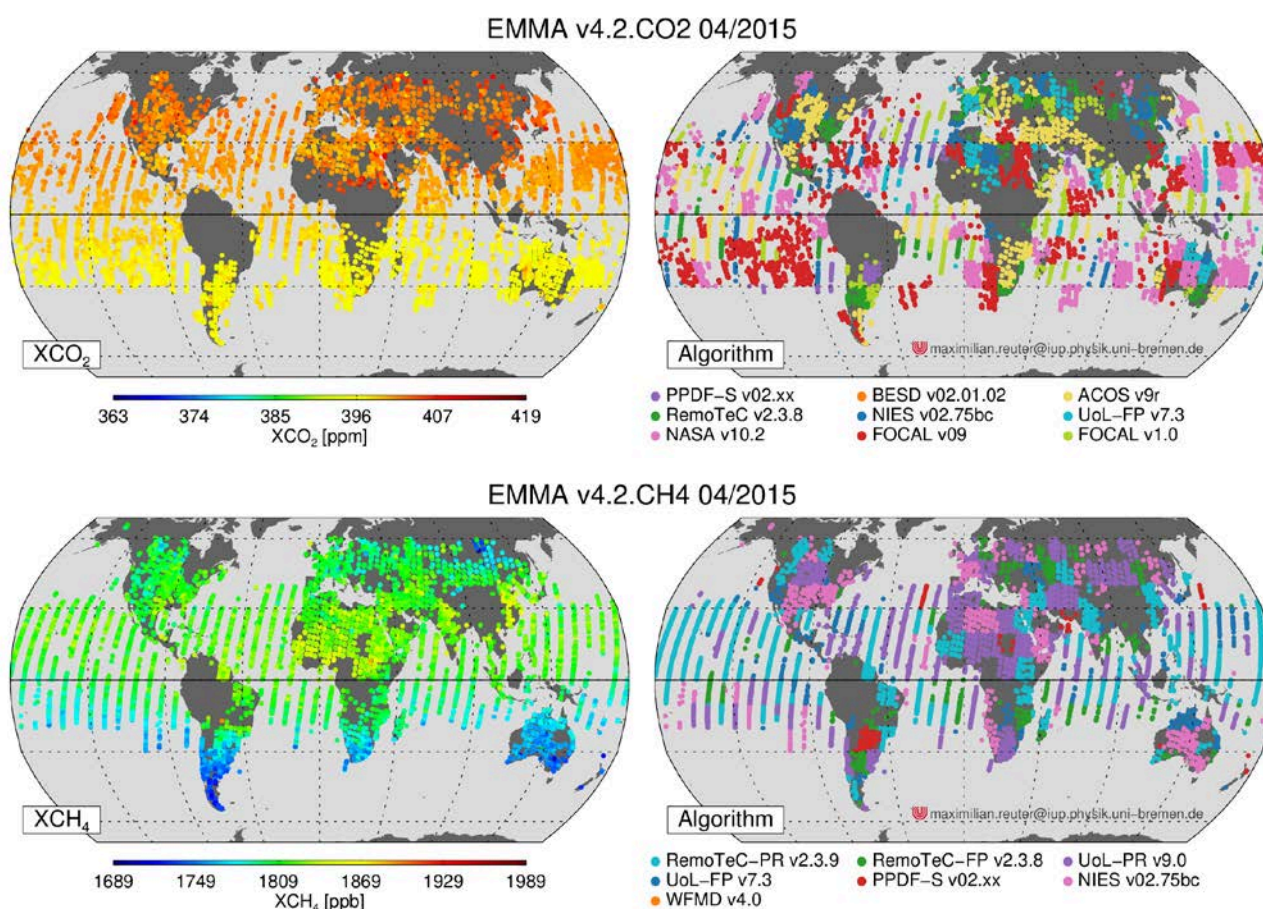 EMMA v4.2.CO2 04/2015
XCO₂
Algorithm
maximilian.reuter@iup.physik.uni-bremen.de
363 374 385 396 407 419
XCO₂ [ppm]
PPDF-S v02.xx BESD v02.01.02 ACOS v9r
RemoTeC v2.3.8 NIES v02.75bc UoL-FP v7.3
NASA v10.2 FOCAL v09 FOCAL v1.0
EMMA v4.2.CH4 04/2015
XCH₄
Algorithm
maximilian.reuter@iup.physik.uni-bremen.de
1689 1749 1809 1869 1929 1989
XCH₄ [ppb]
RemoTeC-PR v2.3.9 RemoTeC-FP v2.3.8 UoL-PR v9.0
UoL-FP v7.3 PPDF-S v02.xx NIES v02.75bc
WFMD v4.0